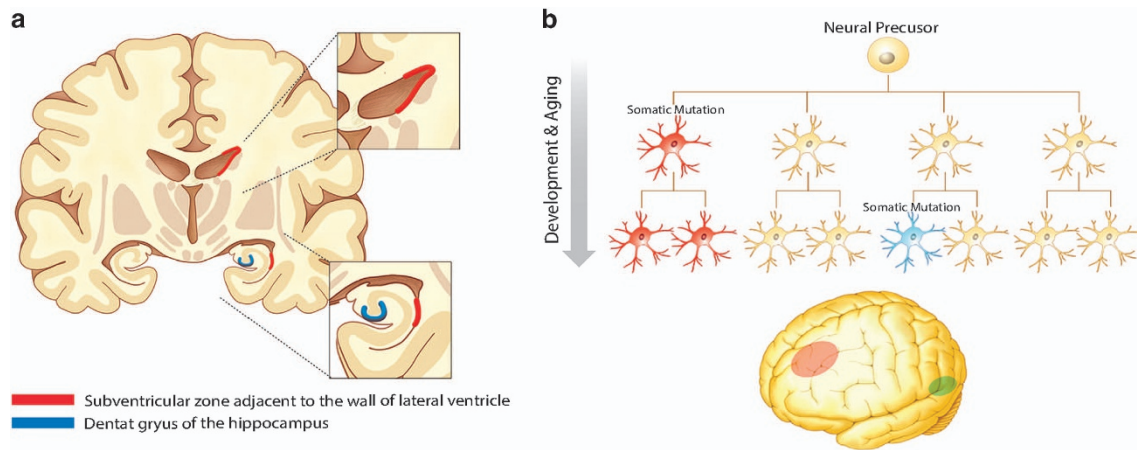 a
Subventricular zone adjacent to the wall of lateral ventricle
Dentat gryus of the hippocampus
b
Neural Precusor
Development & Aging
Somatic Mutation
Somatic Mutation